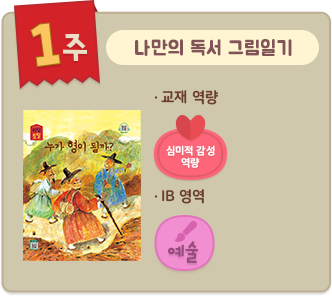 1주
나만의 독서 그림일기
· 교재 역량
누가 형이 될까?
심미적 감성
역량
· IB 영역
예술